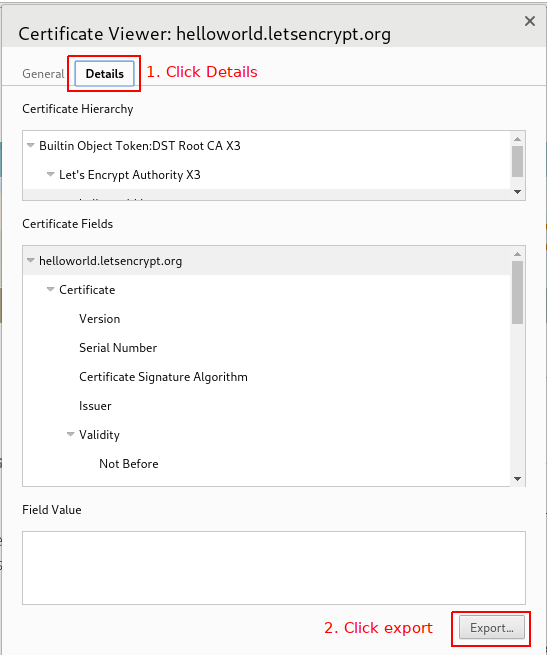 Certificate Viewer: helloworld.letsencrypt.org
General
Details
1. Click Details
Certificate Hierarchy
Builtin Object Token:DST Root CA X3
Let's Encrypt Authority X3
Certificate Fields
helloworld.letsencrypt.org
Certificate
Version
Serial Number
Certificate Signature Algorithm
Issuer
Validity
Not Before
Field Value
2. Click export
Export...